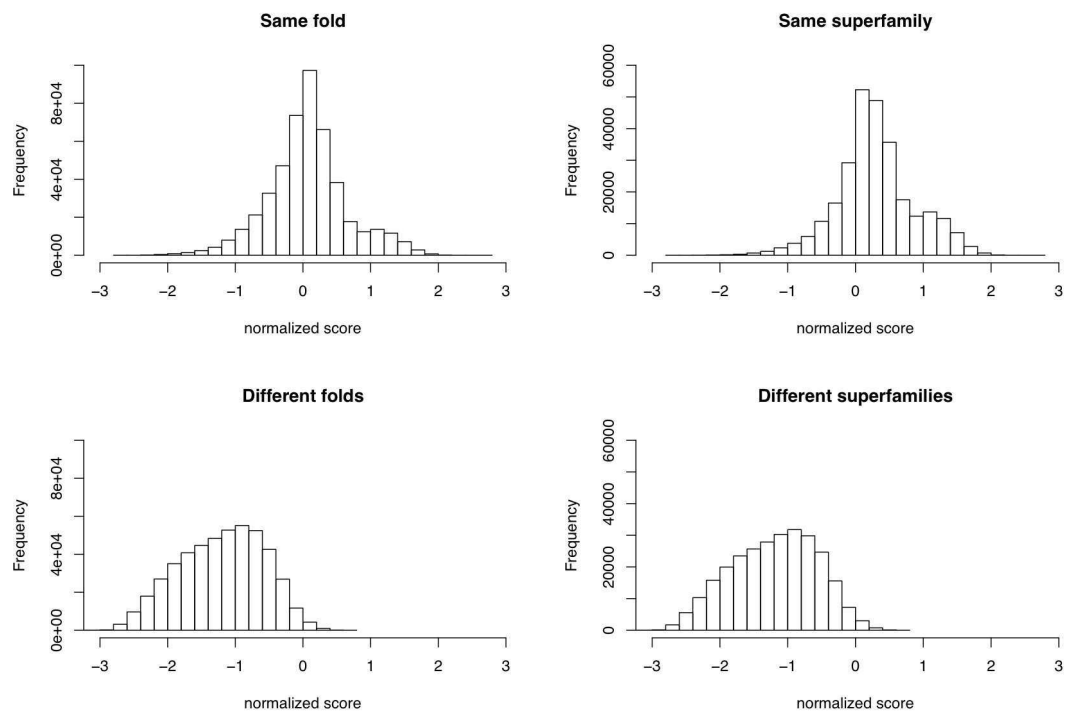 Same fold
Frequency
0e+00 4e+04 8e+04
−3 −2 −1 0 1 2 3
normalized score
Same superfamily
Frequency
0 20000 40000 60000
−3 −2 −1 0 1 2 3
normalized score
Different folds
Frequency
0e+00 4e+04 8e+04
−3 −2 −1 0 1 2 3
normalized score
Different superfamilies
Frequency
0 20000 40000 60000
−3 −2 −1 0 1 2 3
normalized score